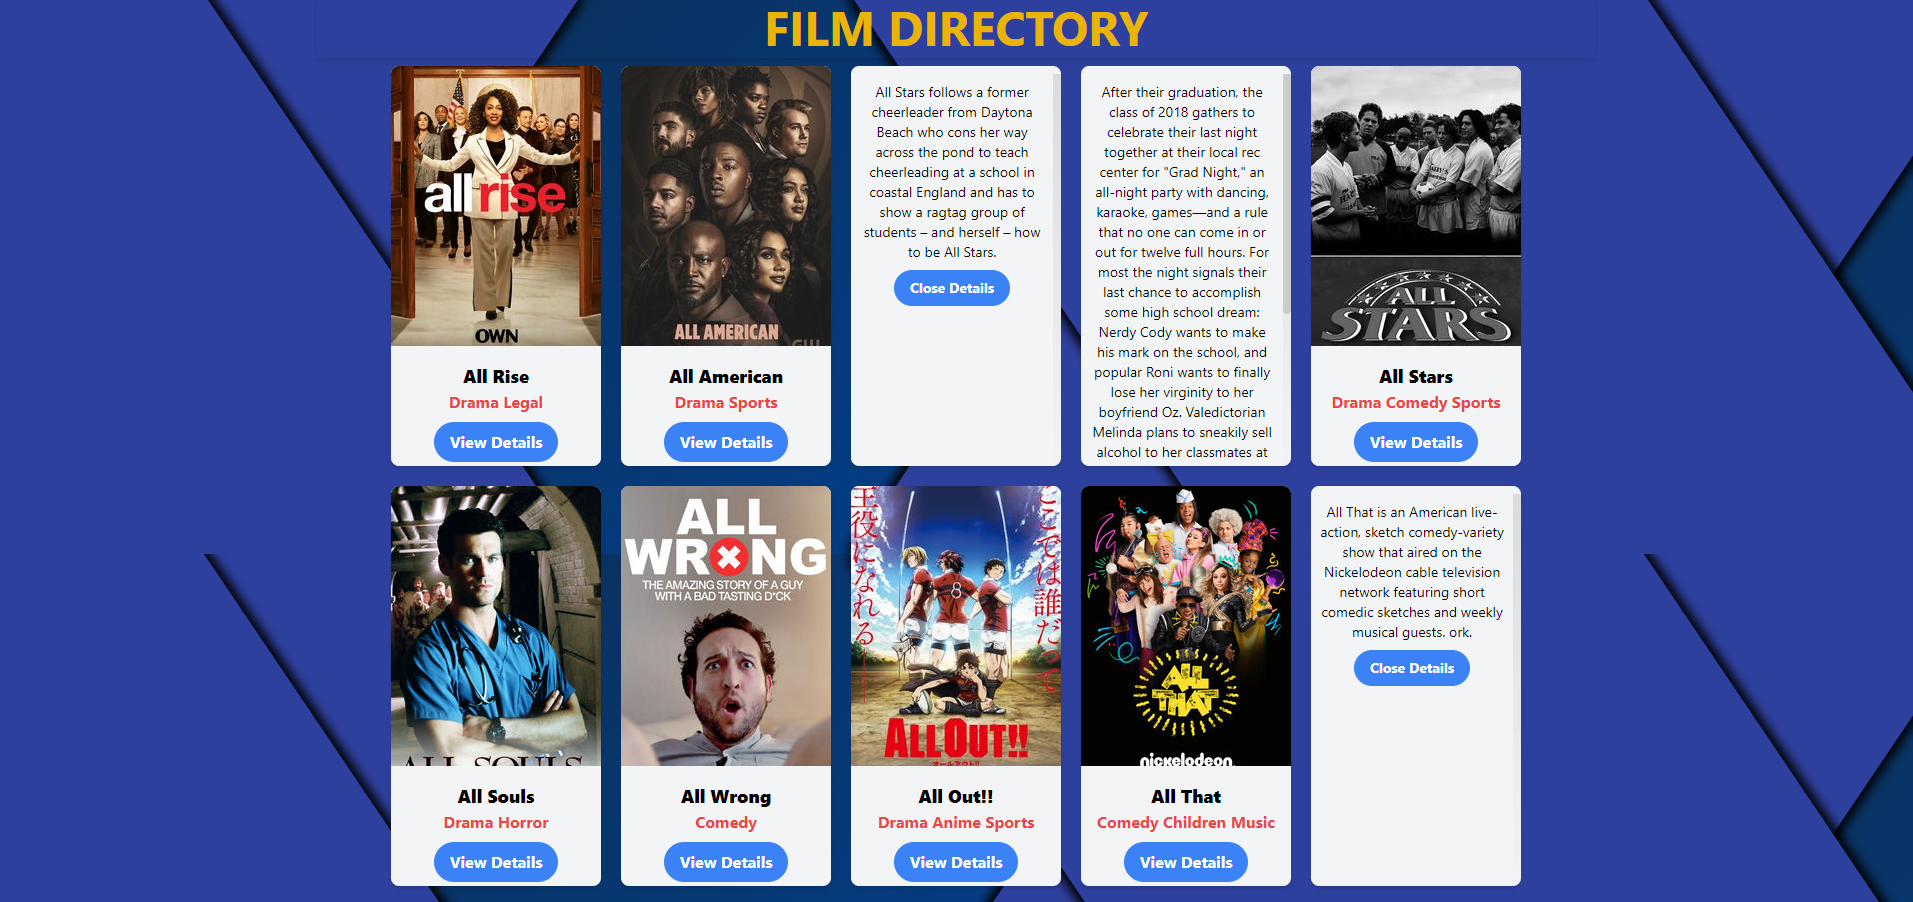 FILM DIRECTORY
all rise
OWN
All Rise
Drama Legal
View Details
ALL AMERICAN
All American
Drama Sports
View Details
All Stars follows a former
cheerleader from Daytona
Beach who cons her way
across the pond to teach
cheerleading at a school in
coastal England and has to
show a ragtag group of
students – and herself – how
to be All Stars.
Close Details
After their graduation, the
class of 2018 gathers to
celebrate their last night
together at their local rec
center for "Grad Night," an
all-night party with dancing,
karaoke, games—and a rule
that no one can come in or
out for twelve full hours. For
most the night signals their
last chance to accomplish
some high school dream:
Nerdy Cody wants to make
his mark on the school, and
popular Roni wants to finally
lose her virginity to her
boyfriend Oz. Valedictorian
Melinda plans to sneakily sell
alcohol to her classmates at
ALL
STARS
All Stars
Drama Comedy Sports
View Details
ALL SOULS
All Souls
Drama Horror
View Details
ALL
WRONG
THE AMAZING STORY OF A GUY
WITH A BAD TASTING D*CK
All Wrong
Comedy
View Details
主役になれる
ここでは誰だって
8
ALL OUT!!
All Out!!
Drama Anime Sports
View Details
ALL
THAT
nickelodeon
All That
Comedy Children Music
View Details
All That is an American live-
action, sketch comedy-variety
show that aired on the
Nickelodeon cable television
network featuring short
comedic sketches and weekly
musical guests. ork.
Close Details